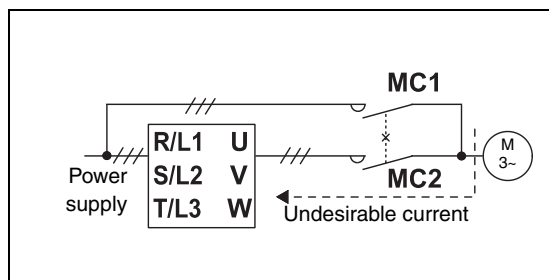 MC1
R/L1 U
S/L2 V
T/L3 W
M
3~
MC2
Power
supply
Undesirable current